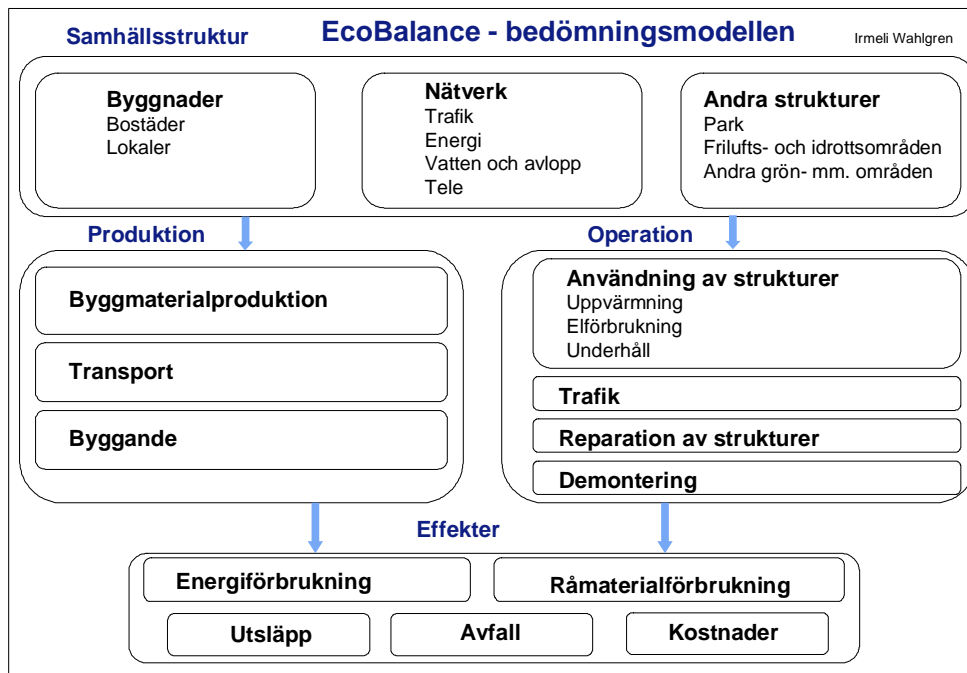 Samhällsstruktur
EcoBalance - bedömningsmodellen
Irmeli Wahlgren
Byggnader
Bostäder
Lokaler
Nätverk
Trafik
Energi
Vatten och avlopp
Tele
Andra strukturer
Park
Frilufts- och idrottsområden
Andra grön- mm. områden
Produktion
Byggmaterialproduktion
Transport
Byggande
Operation
Användning av strukturer
Uppvärmning
Elförbrukning
Underhåll
Trafik
Reparation av strukturer
Demontering
Effekter
Energiförbrukning
Råmaterialförbrukning
Utsläpp
Avfall
Kostnader